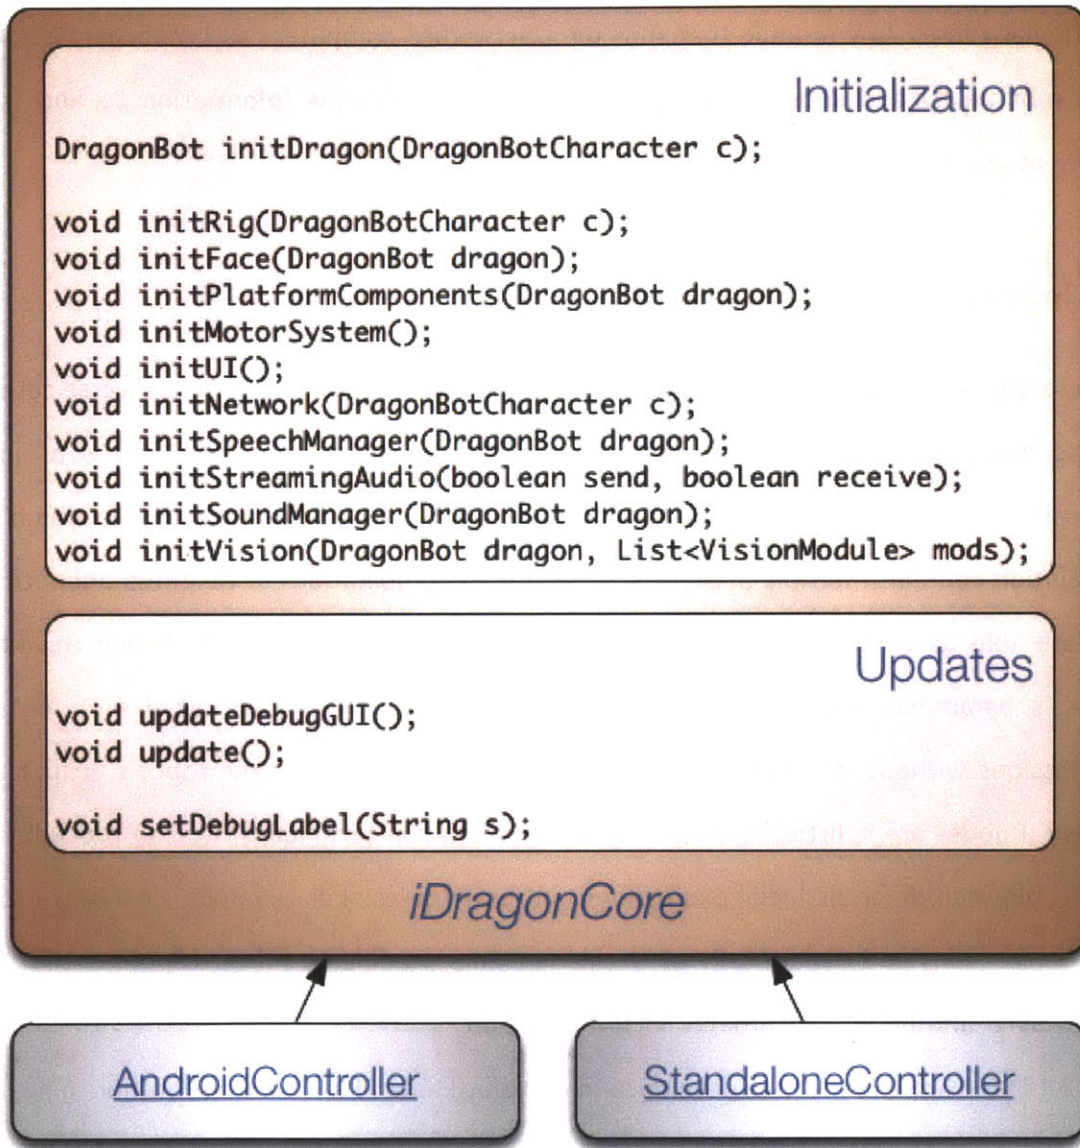 Initialization
DragonBot initDragon(DragonBotCharacter c);
void initRig(DragonBotCharacter c);
void initFace(DragonBot dragon);
void initPlatformComponents(DragonBot dragon);
void initMotorSystem();
void initUI();
void initNetwork(DragonBotCharacter c);
void initSpeechManager(DragonBot dragon);
void initStreamingAudio(boolean send, boolean receive);
void initSoundManager(DragonBot dragon);
void initVision(DragonBot dragon, List<VisionModule> mods);
Updates
void updateDebugGUI();
void update();
void setDebugLabel(String s);
iDragonCore
AndroidController
StandaloneController